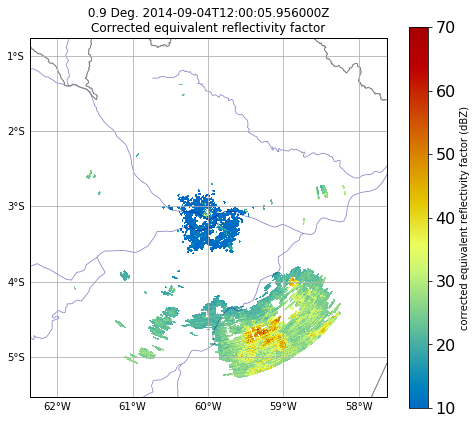 0.9 Deg. 2014-09-04T12:00:05.956000Z
Corrected equivalent reflectivity factor
1°S
2°S
3°S
4°S
5°S
62°W
61°W
60°W
59°W
58°W
70
60
50
40
30
20
10
corrected equivalent reflectivity factor (dBZ)